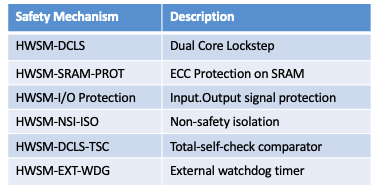 Safety Mechanism Description
HWSM-DCLS Dual Core Lockstep
HWSM-SRAM-PROT ECC Protection on SRAM
HWSM-I/O Protection Input.Output signal protection
HWSM-NSI-ISO Non-safety isolation
HWSM-DCLS-TSC Total-self-check comparator
HWSM-EXT-WDG External watchdog timer